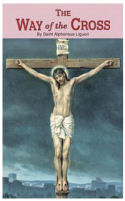 THE
WAY of the CROSS
By Saint Alphonsus Liguori